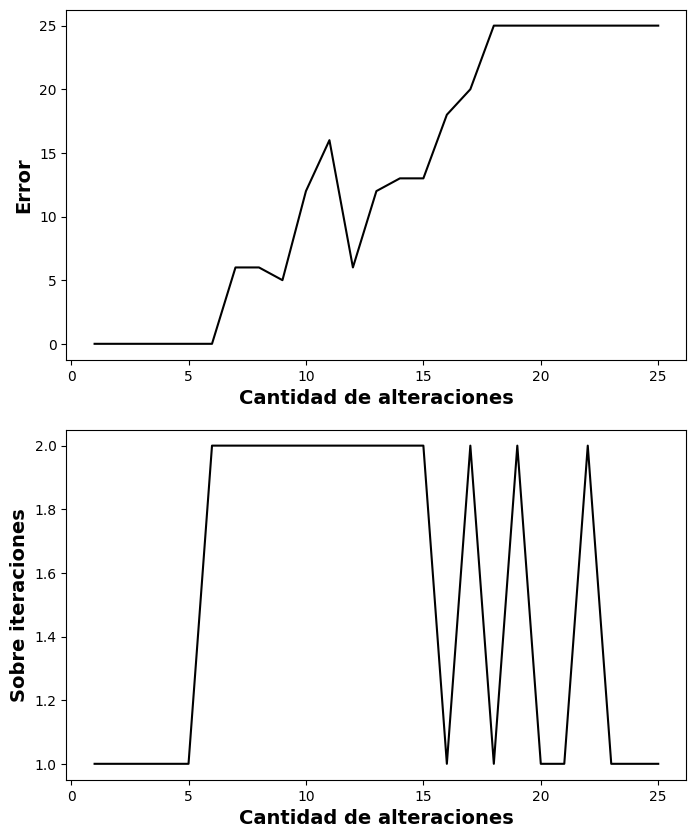 25
20
15
10
5
0
Error
0 5 10 15 20 25
Cantidad de alteraciones
2.0
1.8
1.6
1.4
1.2
1.0
Sobre iteraciones
0 5 10 15 20 25
Cantidad de alteraciones